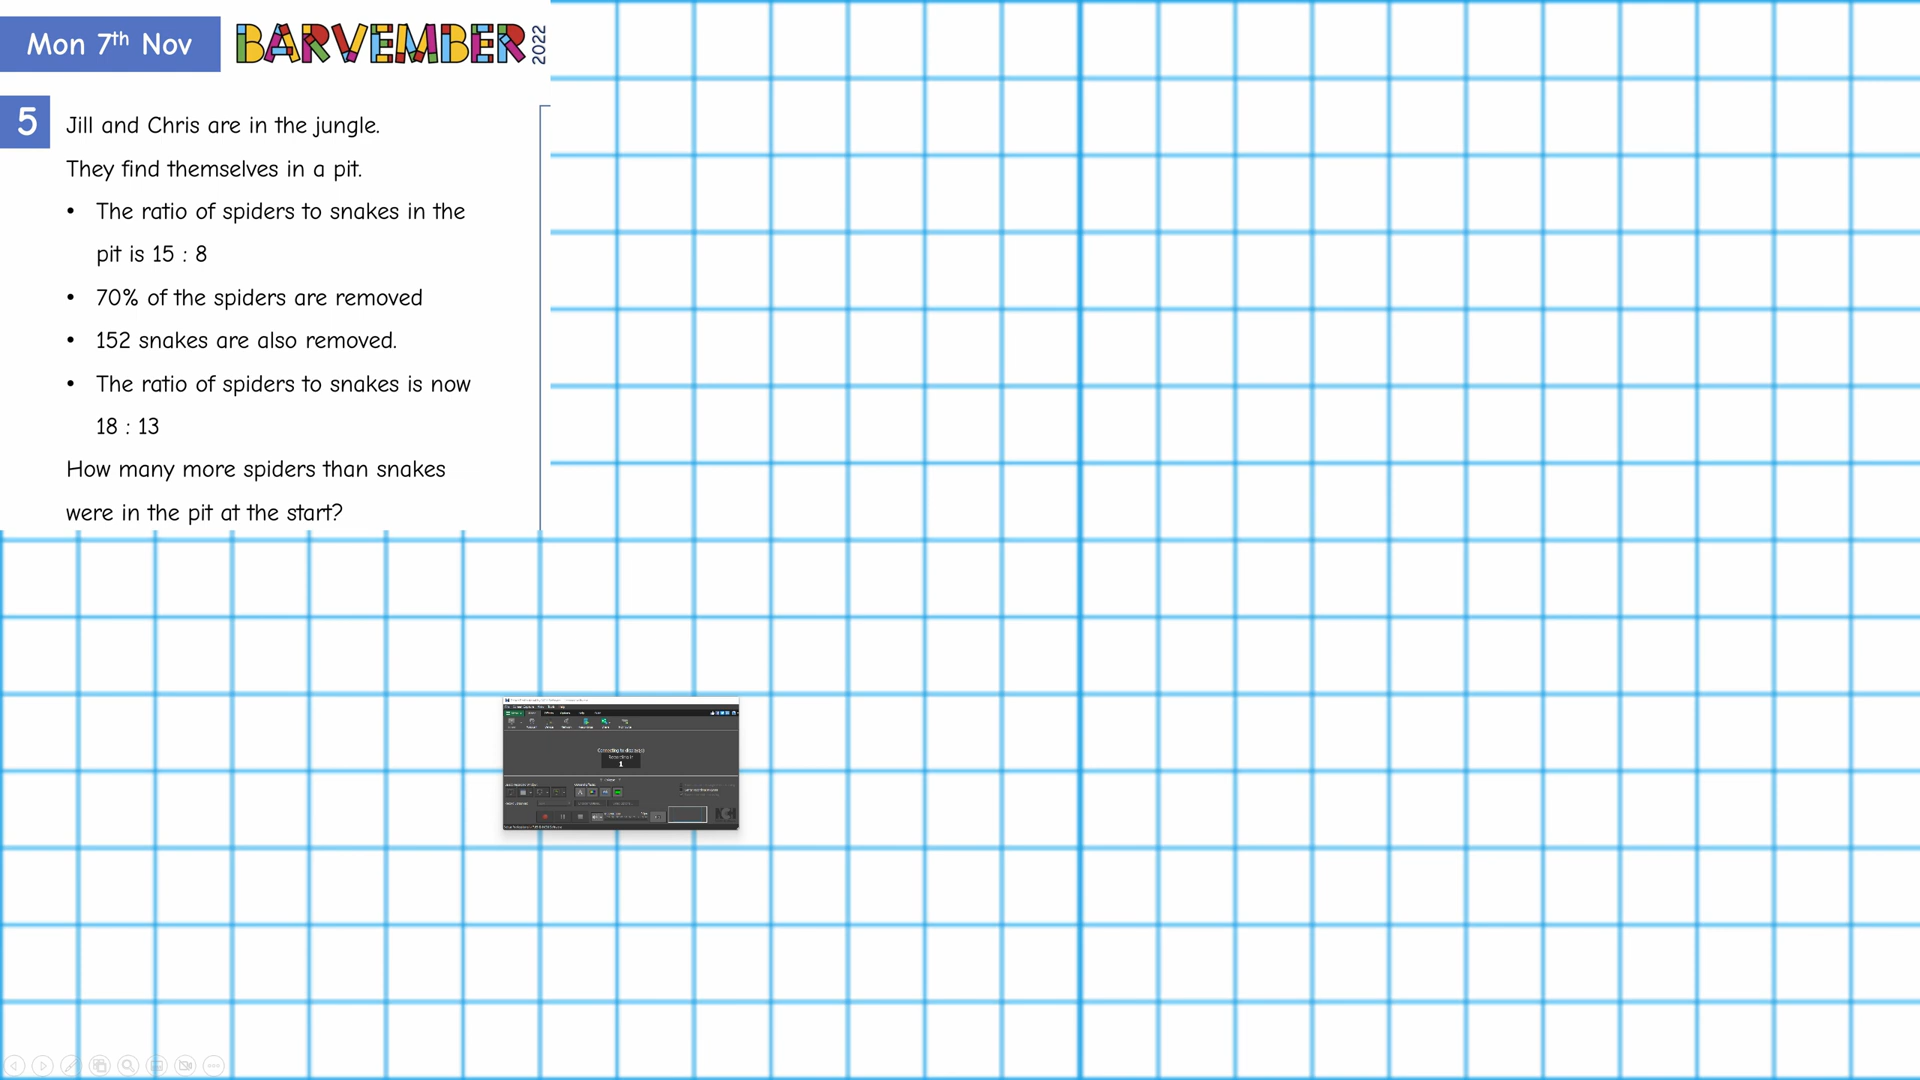 Mon 7th Nov
BARVEMBER
2022
5
Jill and Chris are in the jungle.
They find themselves in a pit.
• The ratio of spiders to snakes in the
pit is 15 : 8
• 70% of the spiders are removed
• 152 snakes are also removed.
• The ratio of spiders to snakes is now
18 : 13
How many more spiders than snakes
were in the pit at the start?
Recording in
1